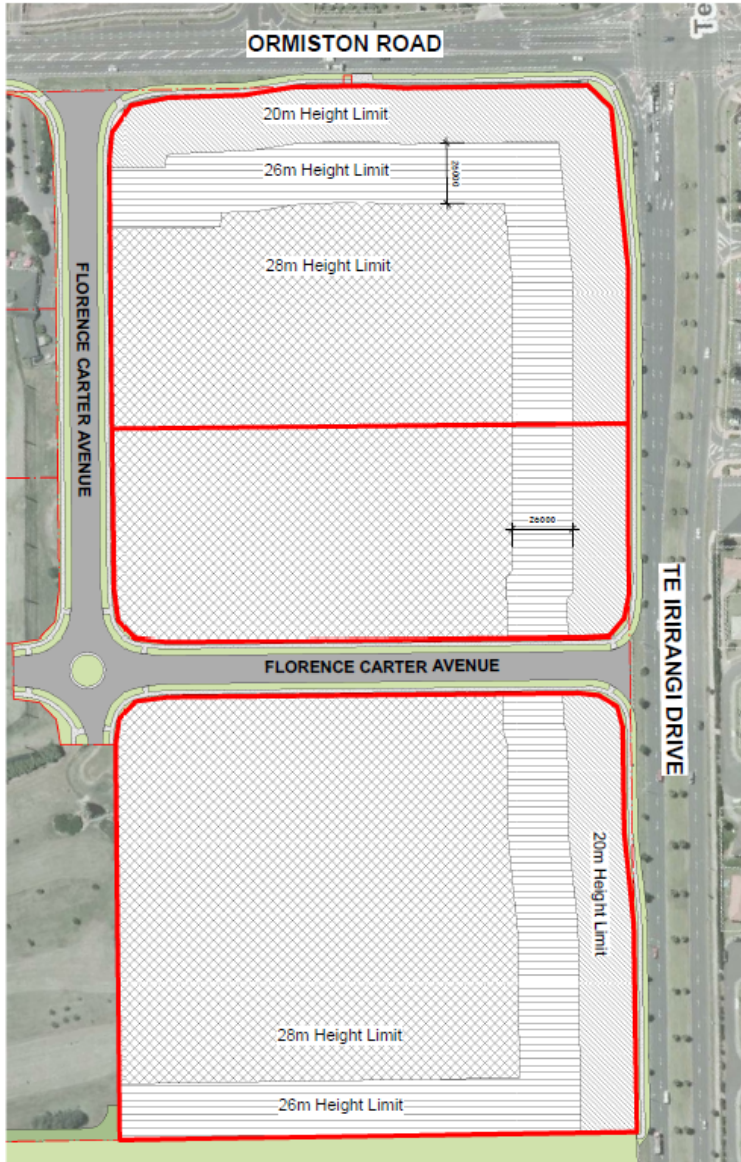 ORMISTON ROAD
20m Height Limit
26m Height Limit
26000
28m Height Limit
FLORENCE CARTER AVENUE
26000
TE IRIRANGI DRIVE
FLORENCE CARTER AVENUE
20m Height Limit
28m Height Limit
26m Height Limit